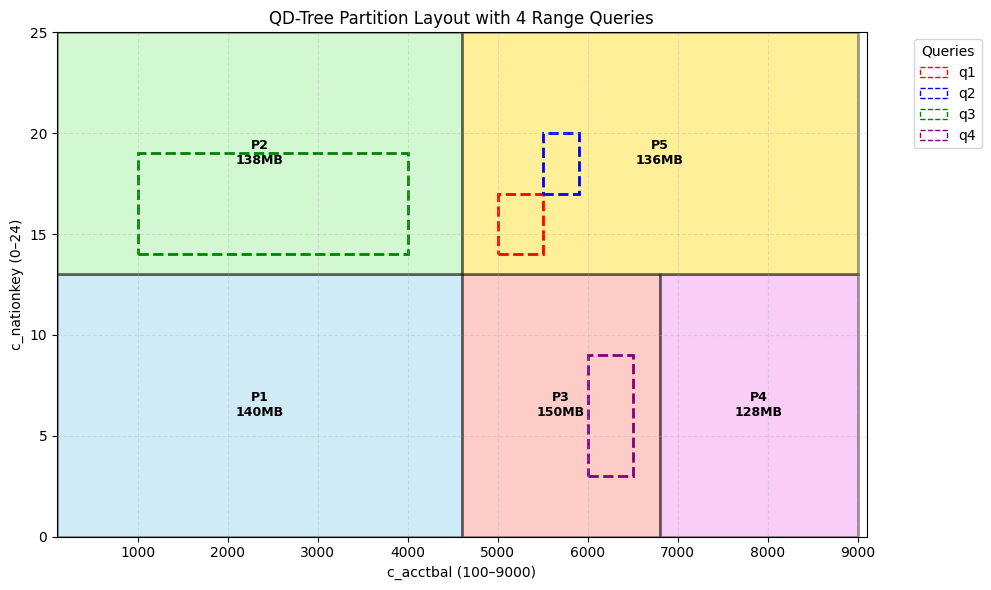 QD-Tree Partition Layout with 4 Range Queries
25
20
15
10
5
0
c_nationkey (0–24)
P2
138MB
P5
136MB
P1
140MB
P3
150MB
P4
128MB
1000 2000 3000 4000 5000 6000 7000 8000 9000
c_acctbal (100–9000)
Queries
q1
q2
q3
q4